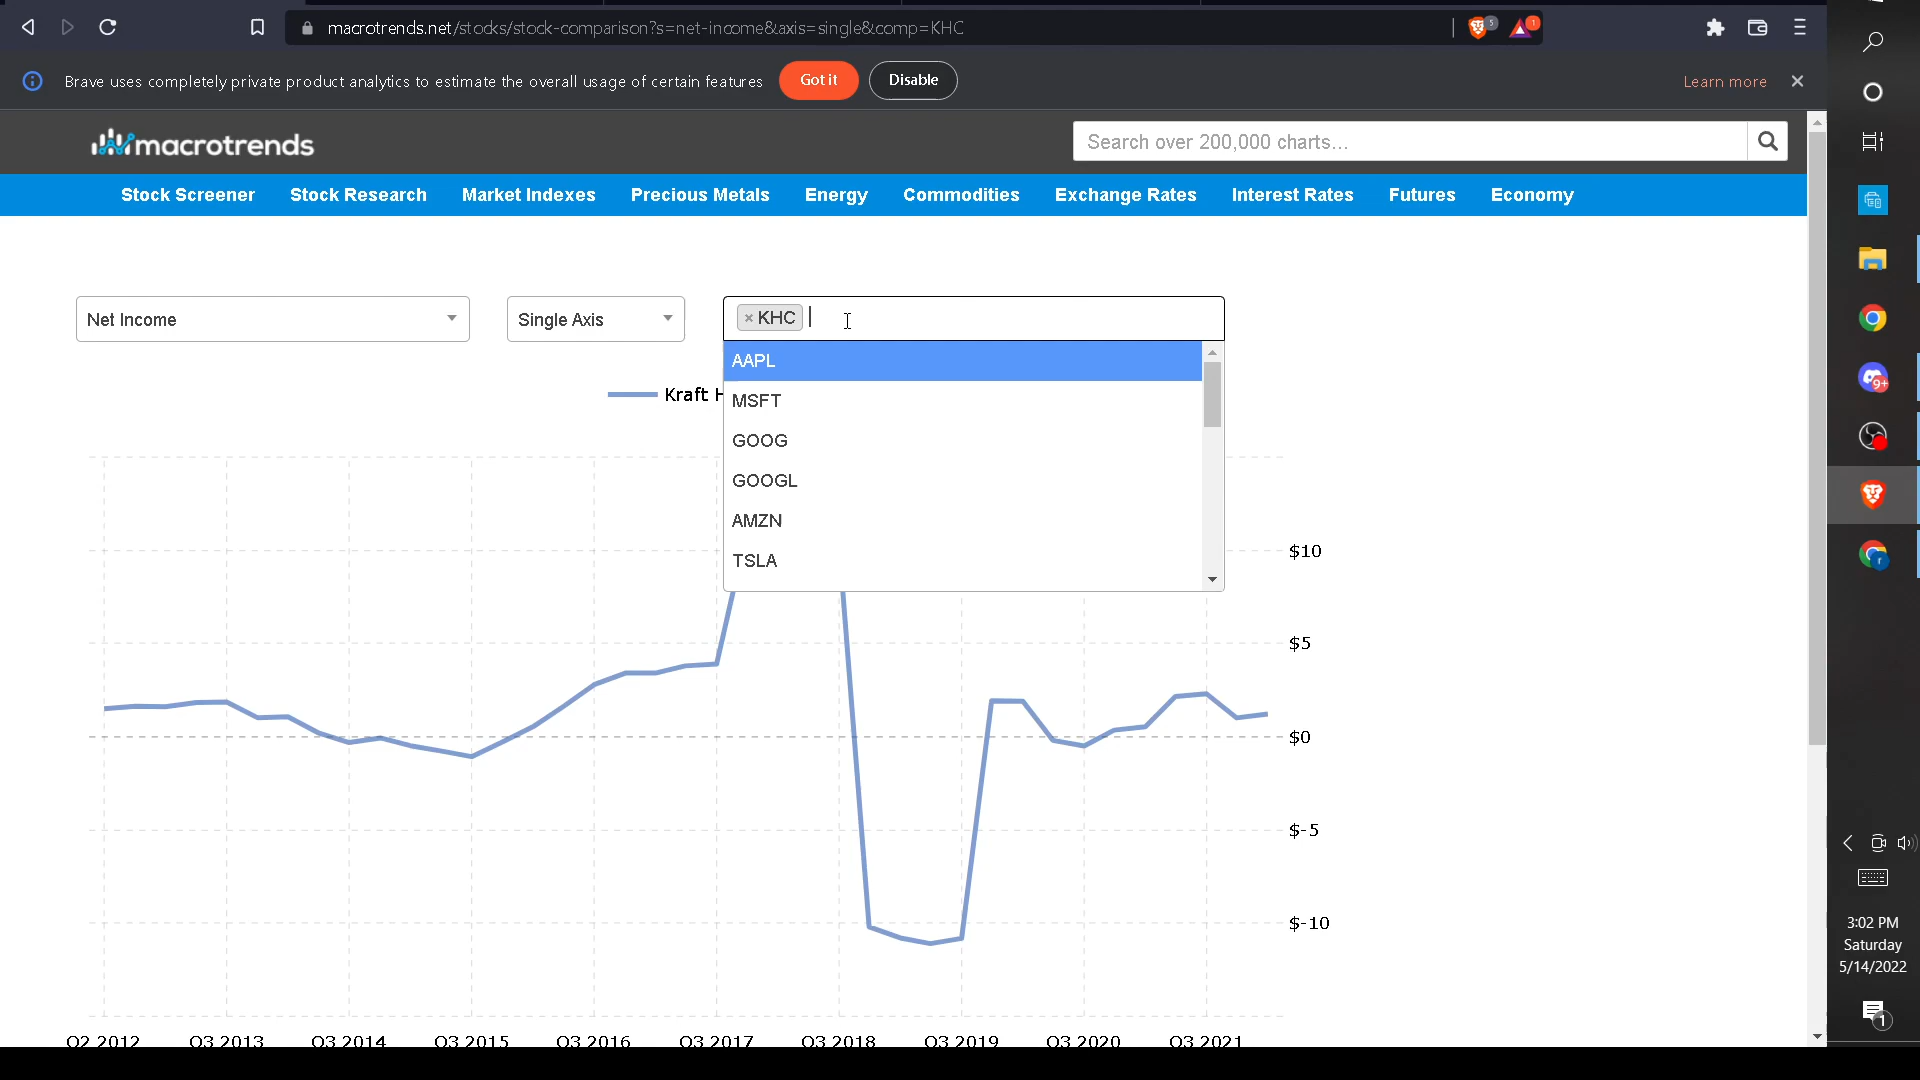 macrotrends.net/stocks/stock-comparison?s=net-income&axis=single&comp=KHC
5
1
Brave uses completely private product analytics to estimate the overall usage of certain features
Got it
Disable
Learn more
macrotrends
Search over 200,000 charts...
Stock Screener
Stock Research
Market Indexes
Precious Metals
Energy
Commodities
Exchange Rates
Interest Rates
Futures
Economy
Net Income
Single Axis
× KHC
AAPL
MSFT
GOOG
GOOGL
AMZN
TSLA
Kraft H
$10
$5
$0
$-5
$-10
Q2 2012
Q3 2013
Q3 2014
Q3 2015
Q3 2016
Q3 2017
Q3 2018
Q3 2019
Q3 2020
Q3 2021
9+
r
3:02 PM
Saturday
5/14/2022
1